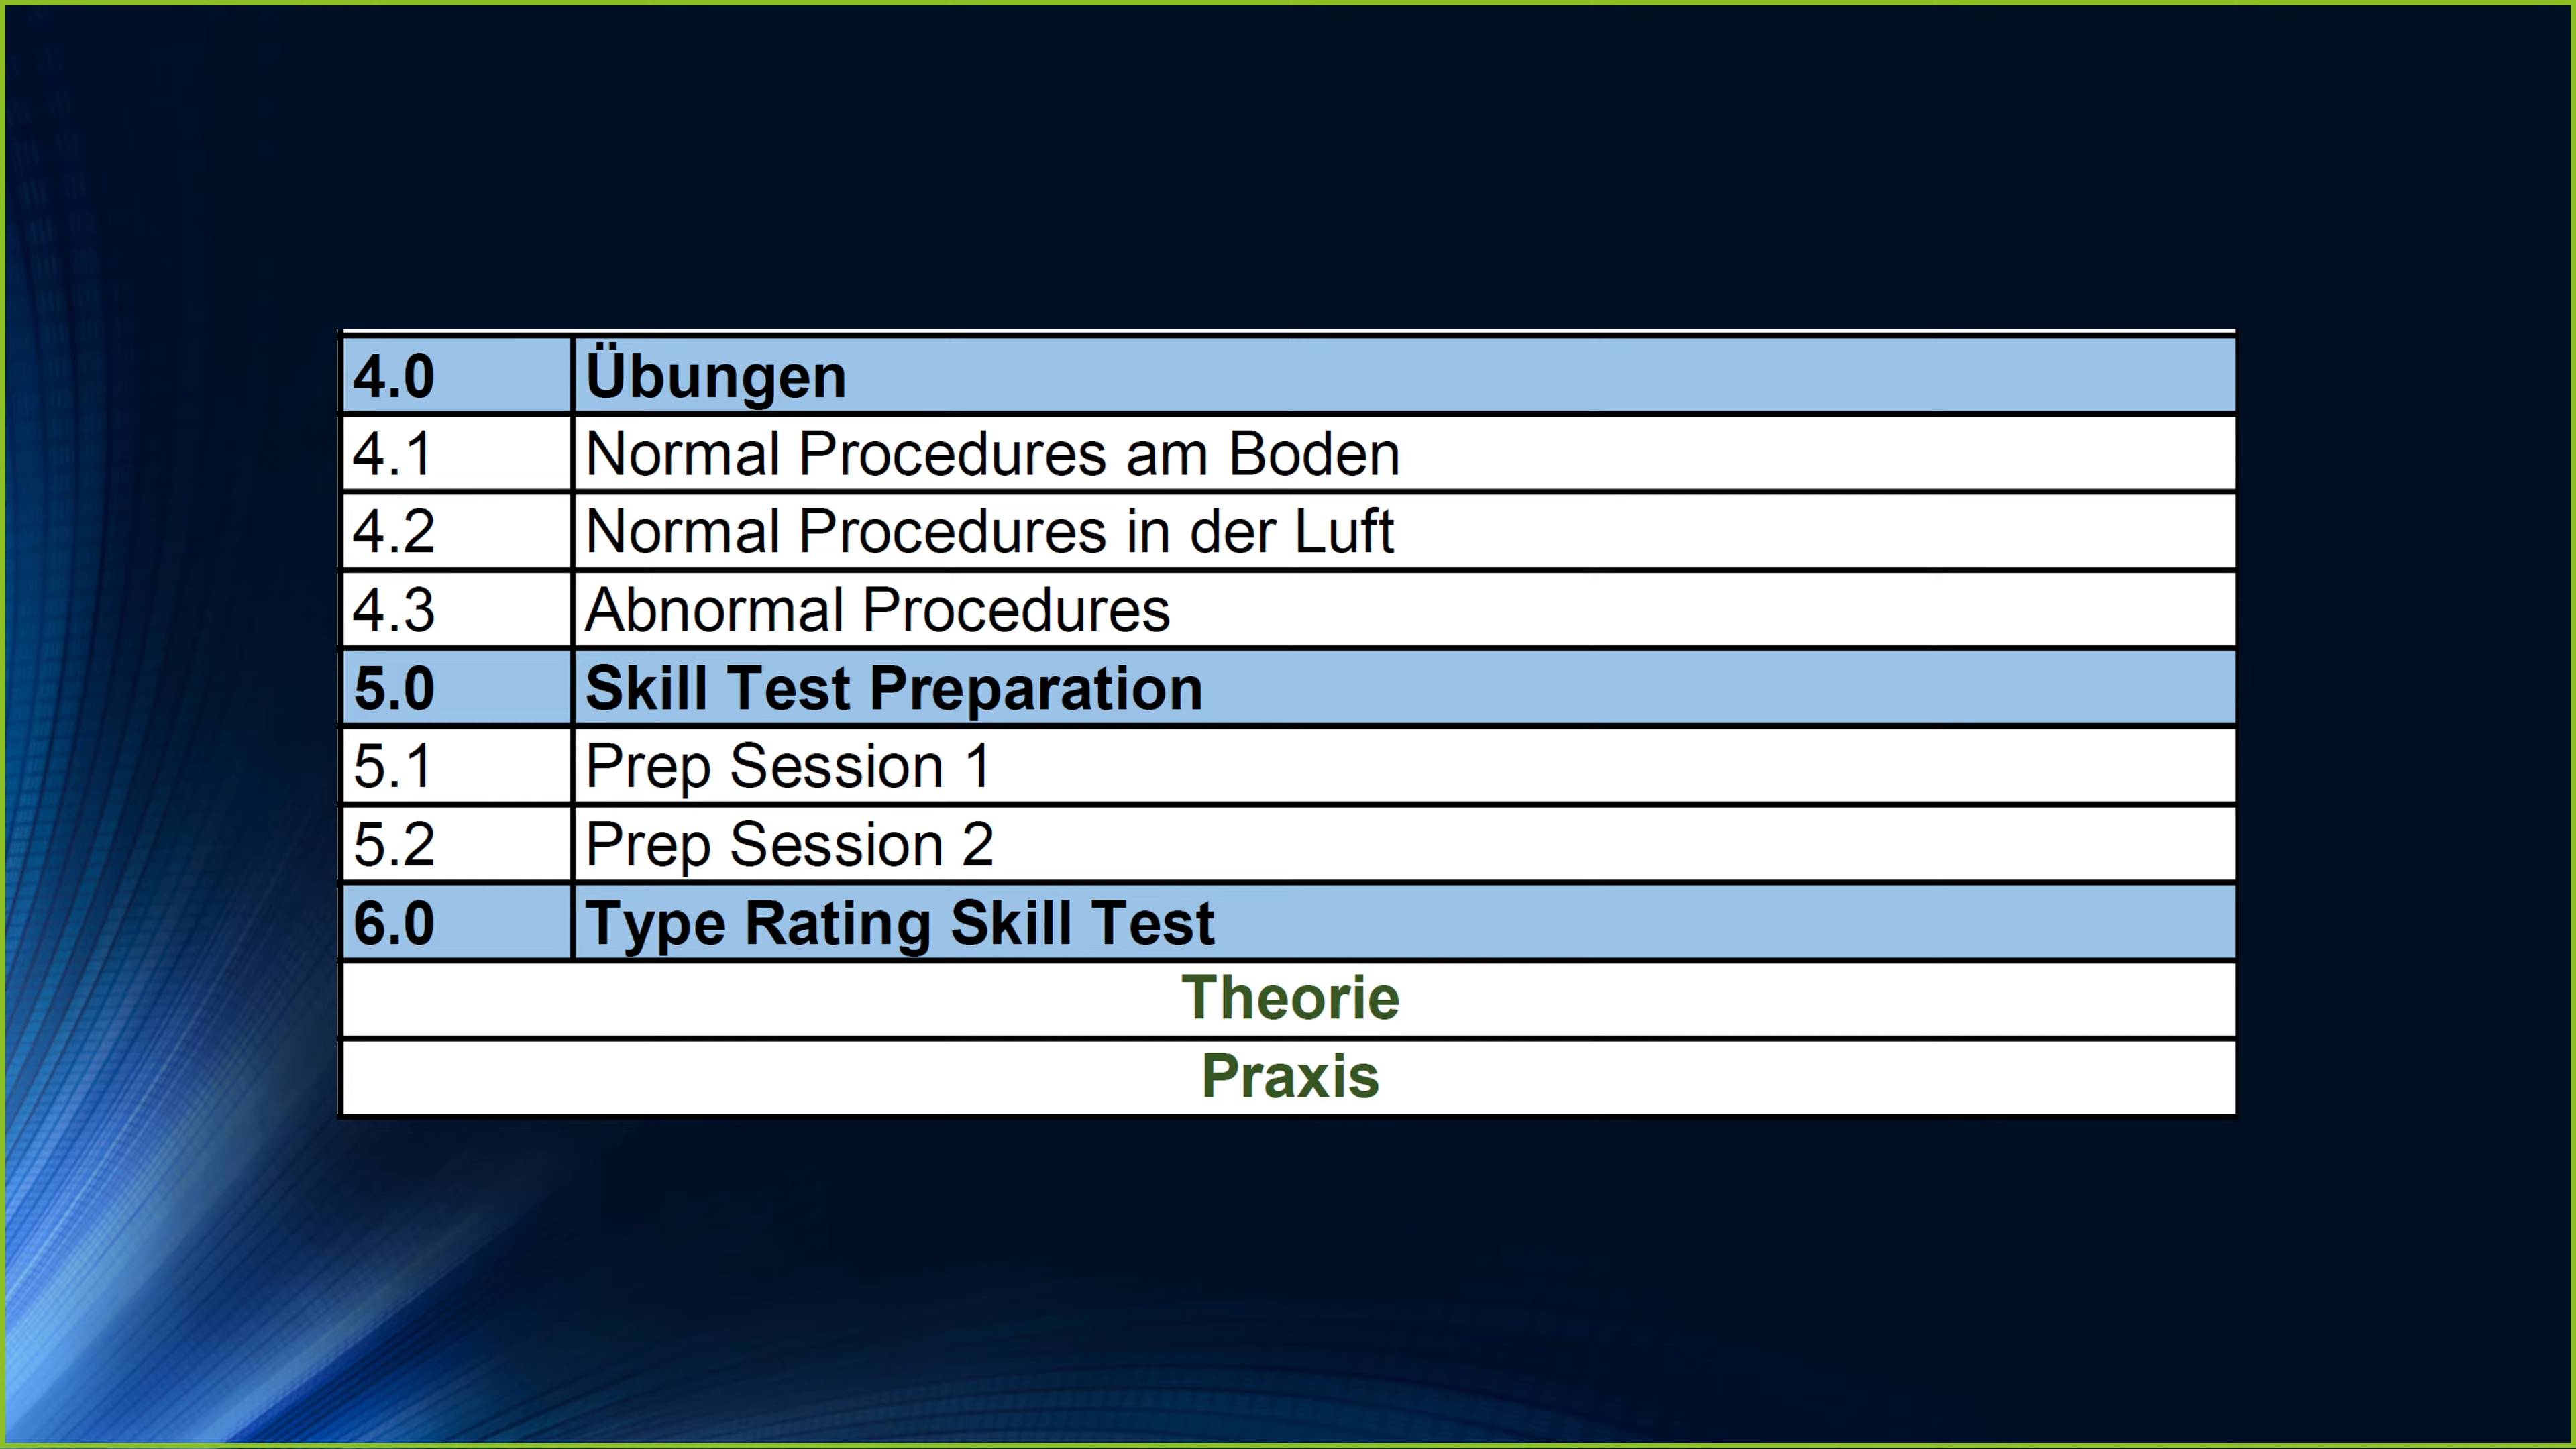 4.0 Übungen
4.1 Normal Procedures am Boden
4.2 Normal Procedures in der Luft
4.3 Abnormal Procedures
5.0 Skill Test Preparation
5.1 Prep Session 1
5.2 Prep Session 2
6.0 Type Rating Skill Test
Theorie
Praxis